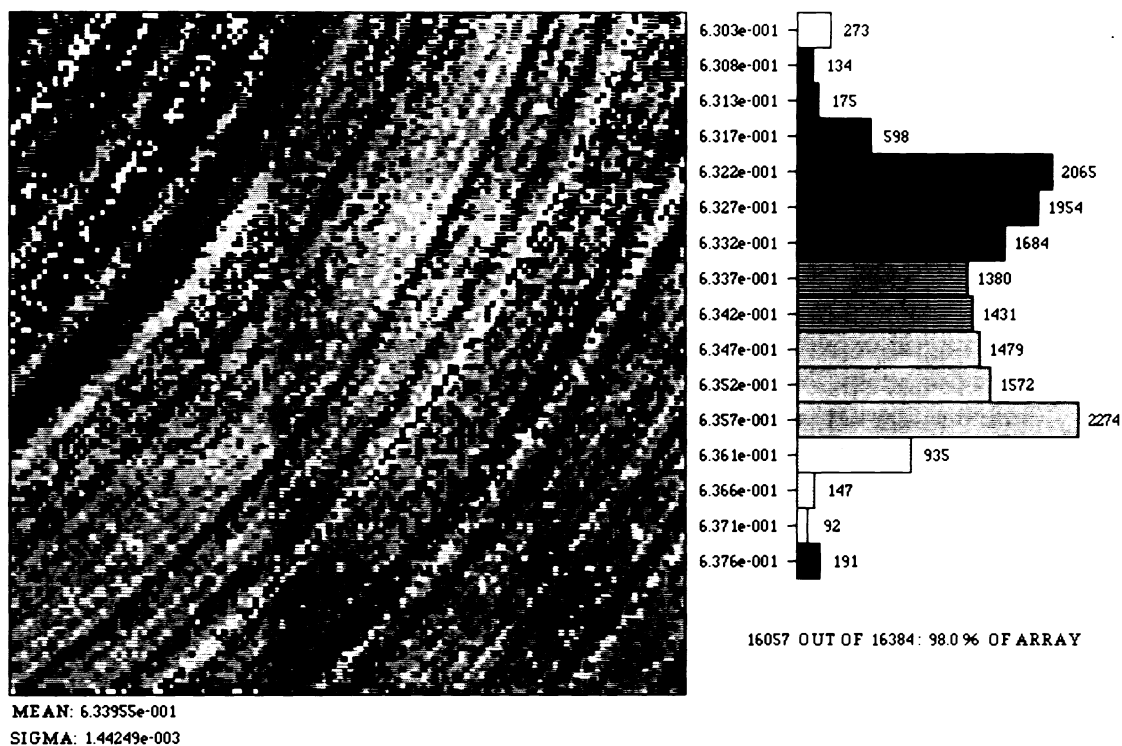 6.303e-001 273
6.308e-001 134
6.313e-001 175
6.317e-001 598
6.322e-001 2065
6.327e-001 1954
6.332e-001 1684
6.337e-001 1380
6.342e-001 1431
6.347e-001 1479
6.352e-001 1572
6.357e-001 2274
6.361e-001 935
6.366e-001 147
6.371e-001 92
6.376e-001 191
16057 OUT OF 16384: 98.0 % OF ARRAY
MEAN: 6.33955e-001
SIGMA: 1.44249e-003